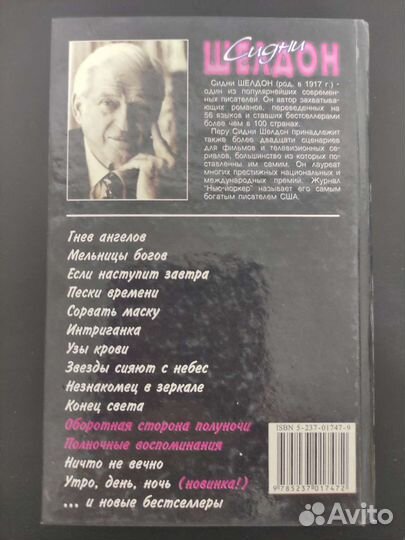 Сидни
ШЕЛДОН
Сидни ШЕЛДОН (род. в 1917 г.) -
один из популярнейших современ-
ных писателей. Он автор захватыва-
ющих романов, переведенных на
56 языков и ставших бестселлерами
более чем в 100 странах.
Перу Сидни Шелдон принадлежит
также более двадцати сценариев
для фильмов и телевизионных се-
риалов, большинство из которых по-
ставлены им самим. Он лауреат
многих престижных национальных и
международных премий. Журнал
"Нью-йоркер" называет его самым
богатым писателем США.
Гнев ангелов
Мельницы богов
Если наступит завтра
Пески времени
Сорвать маску
Интриганка
Узы крови
Звезды сияют с небес
Незнакомец в зеркале
Конец света
Оборотная сторона полуночи
Полночные воспоминания
Ничто не вечно
Утро, день, ночь (новинка!)
... и новые бестселлеры
ISBN 5-237-01747-9
9 785237 017472
Avito